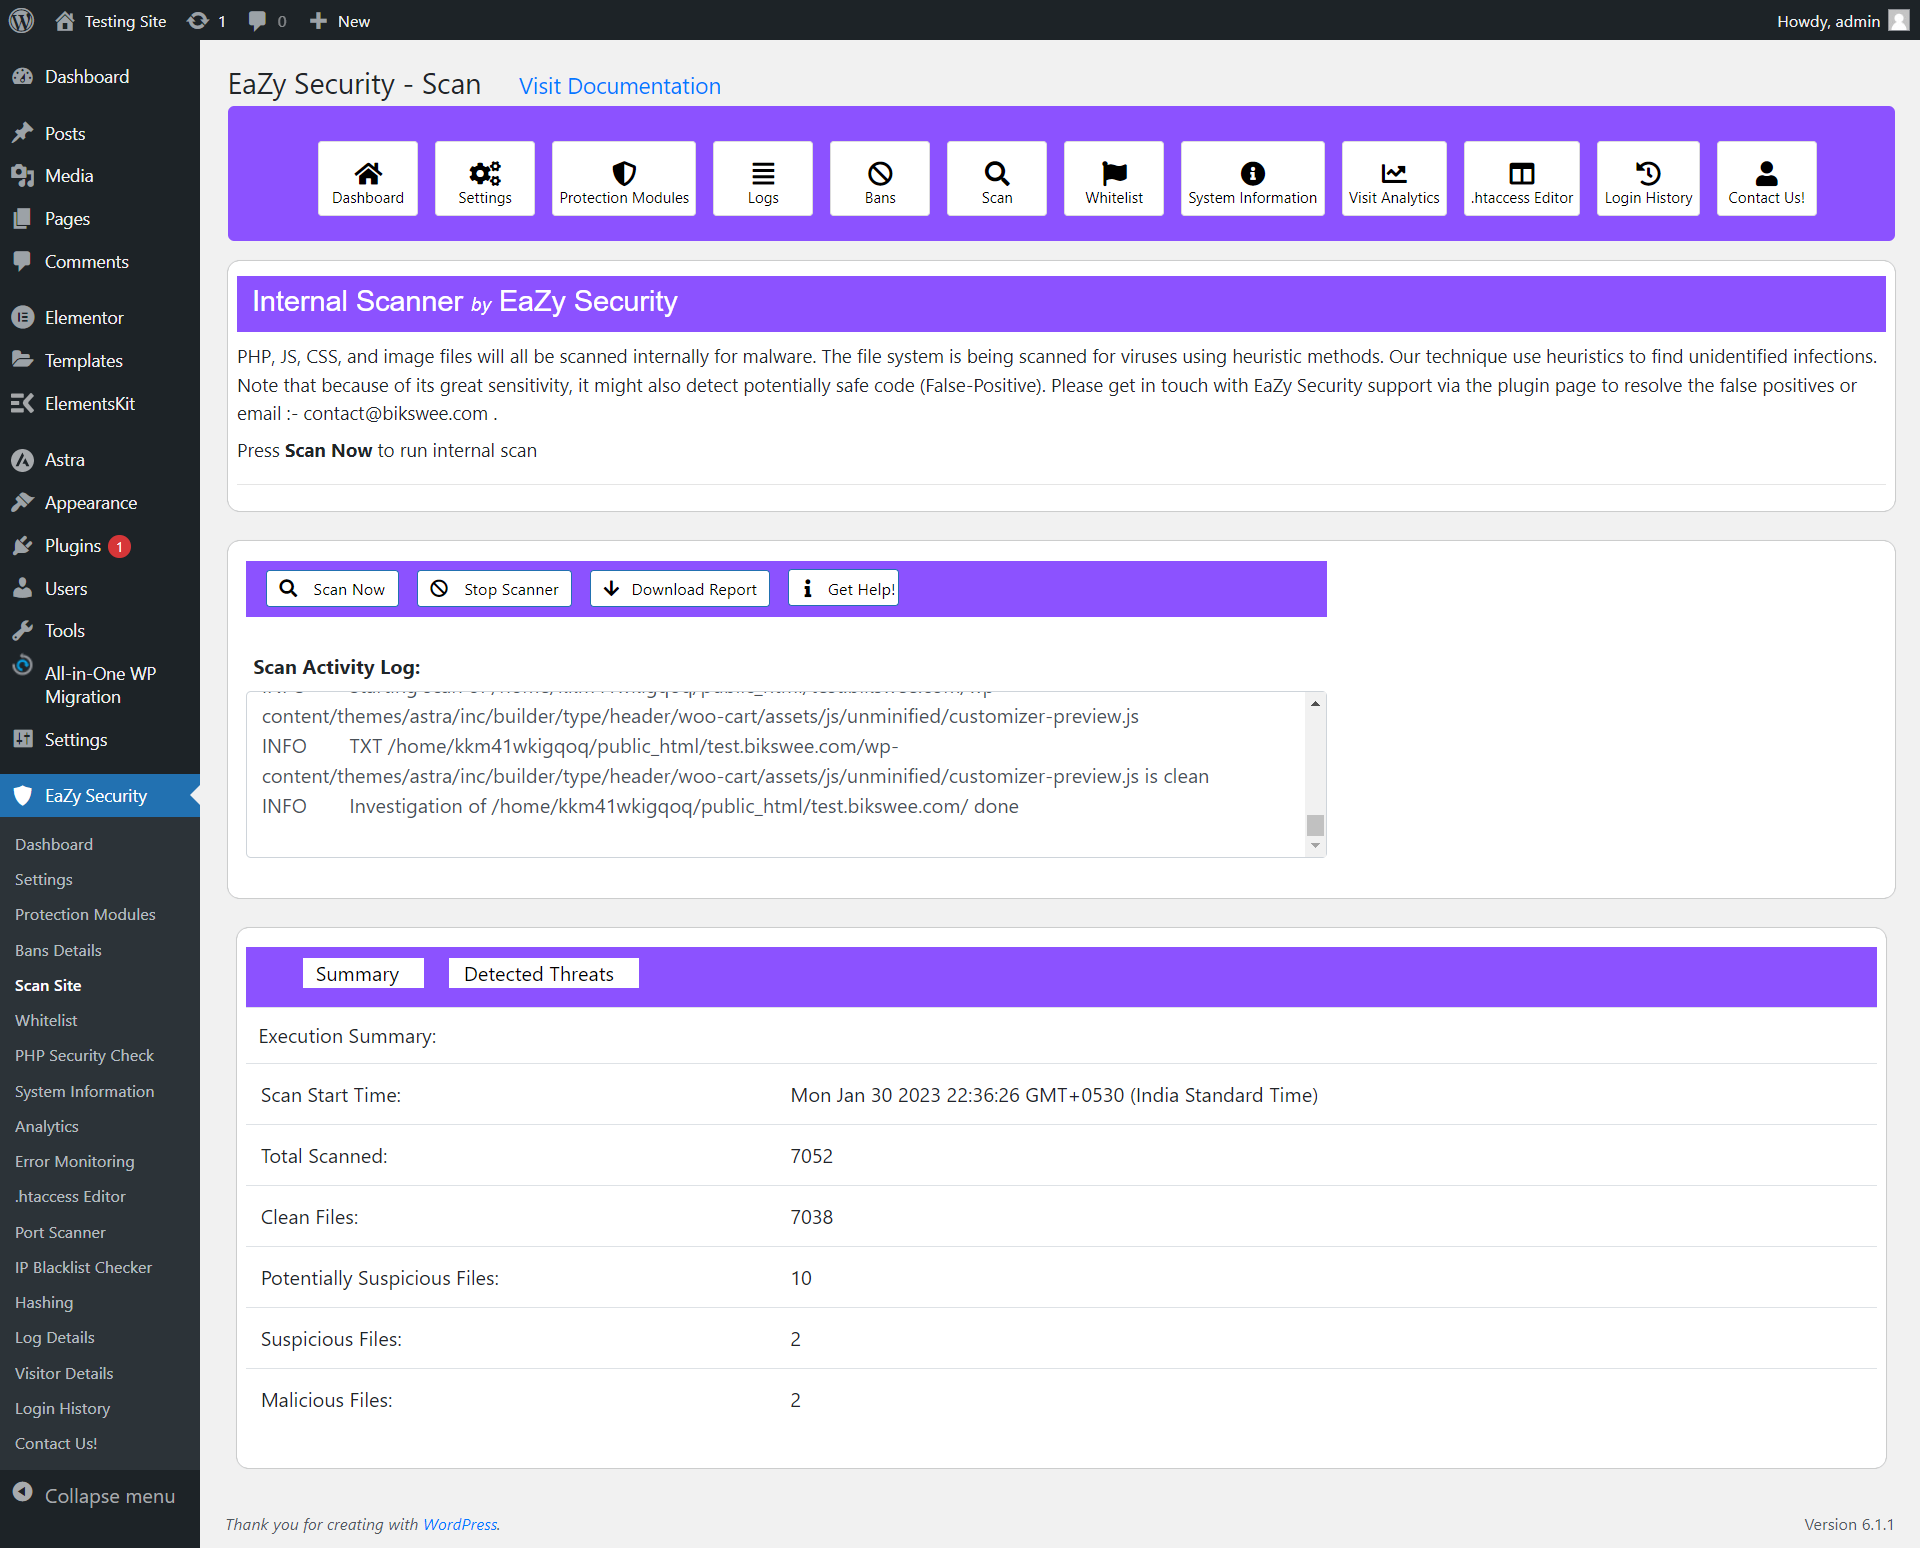 Testing Site 1 0 New Howdy, admin
Dashboard
Posts
Media
Pages
Comments
Elementor
Templates
ElementsKit
Astra
Appearance
Plugins 1
Users
Tools
All-in-One WP
Migration
Settings
EaZy Security
Dashboard
Settings
Protection Modules
Bans Details
Scan Site
Whitelist
PHP Security Check
System Information
Analytics
Error Monitoring
.htaccess Editor
Port Scanner
IP Blacklist Checker
Hashing
Log Details
Visitor Details
Login History
Contact Us!
Collapse menu
EaZy Security - Scan Visit Documentation
Dashboard Settings Protection Modules Logs Bans Scan Whitelist System Information Visit Analytics .htaccess Editor Login History Contact Us!
Internal Scanner by EaZy Security
PHP, JS, CSS, and image files will all be scanned internally for malware. The file system is being scanned for viruses using heuristic methods. Our technique use heuristics to find unidentified infections.
Note that because of its great sensitivity, it might also detect potentially safe code (False-Positive). Please get in touch with EaZy Security support via the plugin page to resolve the false positives or
email :- contact@bikswee.com .
Press Scan Now to run internal scan
Scan Now Stop Scanner Download Report Get Help!
Scan Activity Log:
INFO Starting scan of /home/kkm41wkigqoq/public_html/test.bikswee.com/wp-
content/themes/astra/inc/builder/type/header/woo-cart/assets/js/unminified/customizer-preview.js
INFO TXT /home/kkm41wkigqoq/public_html/test.bikswee.com/wp-
content/themes/astra/inc/builder/type/header/woo-cart/assets/js/unminified/customizer-preview.js is clean
INFO Investigation of /home/kkm41wkigqoq/public_html/test.bikswee.com/ done
Summary Detected Threats
Execution Summary:
Scan Start Time: Mon Jan 30 2023 22:36:26 GMT+0530 (India Standard Time)
Total Scanned: 7052
Clean Files: 7038
Potentially Suspicious Files: 10
Suspicious Files: 2
Malicious Files: 2
Thank you for creating with WordPress. Version 6.1.1